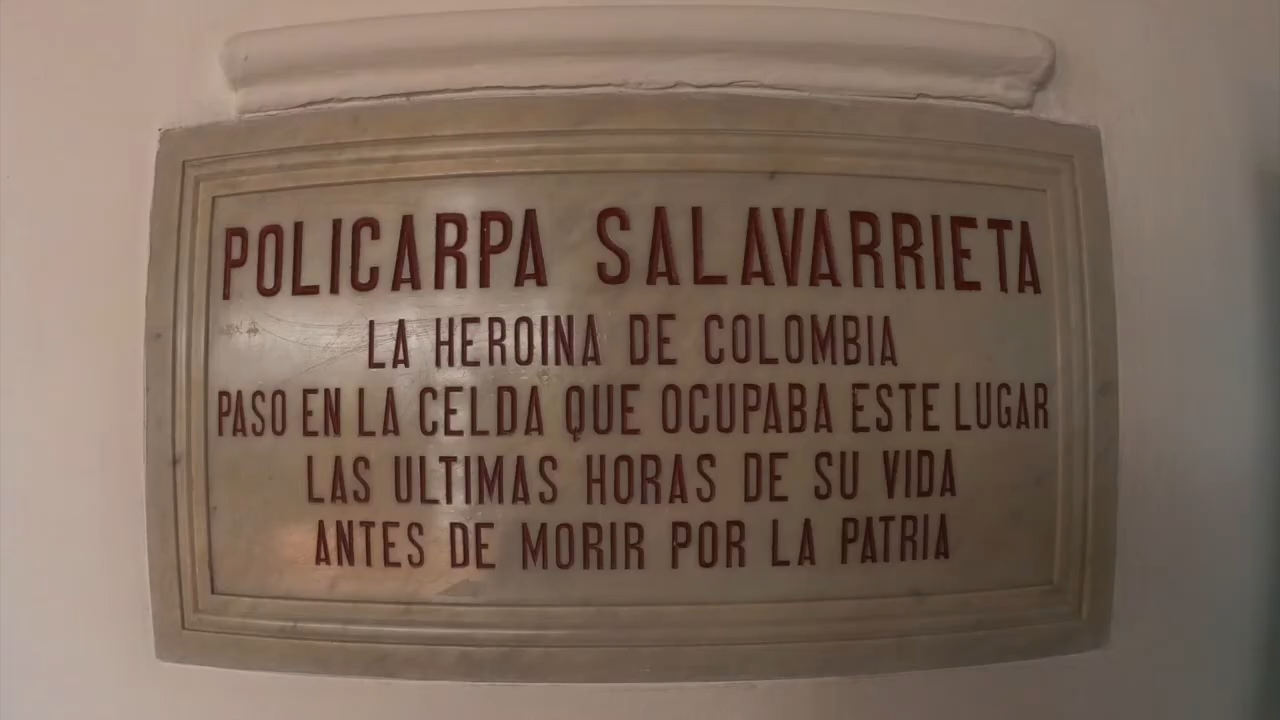 POLICARPA SALAVARRIETA
LA HEROINA DE COLOMBIA
PASO EN LA CELDA QUE OCUPABA ESTE LUGAR
LAS ULTIMAS HORAS DE SU VIDA
ANTES DE MORIR POR LA PATRIA